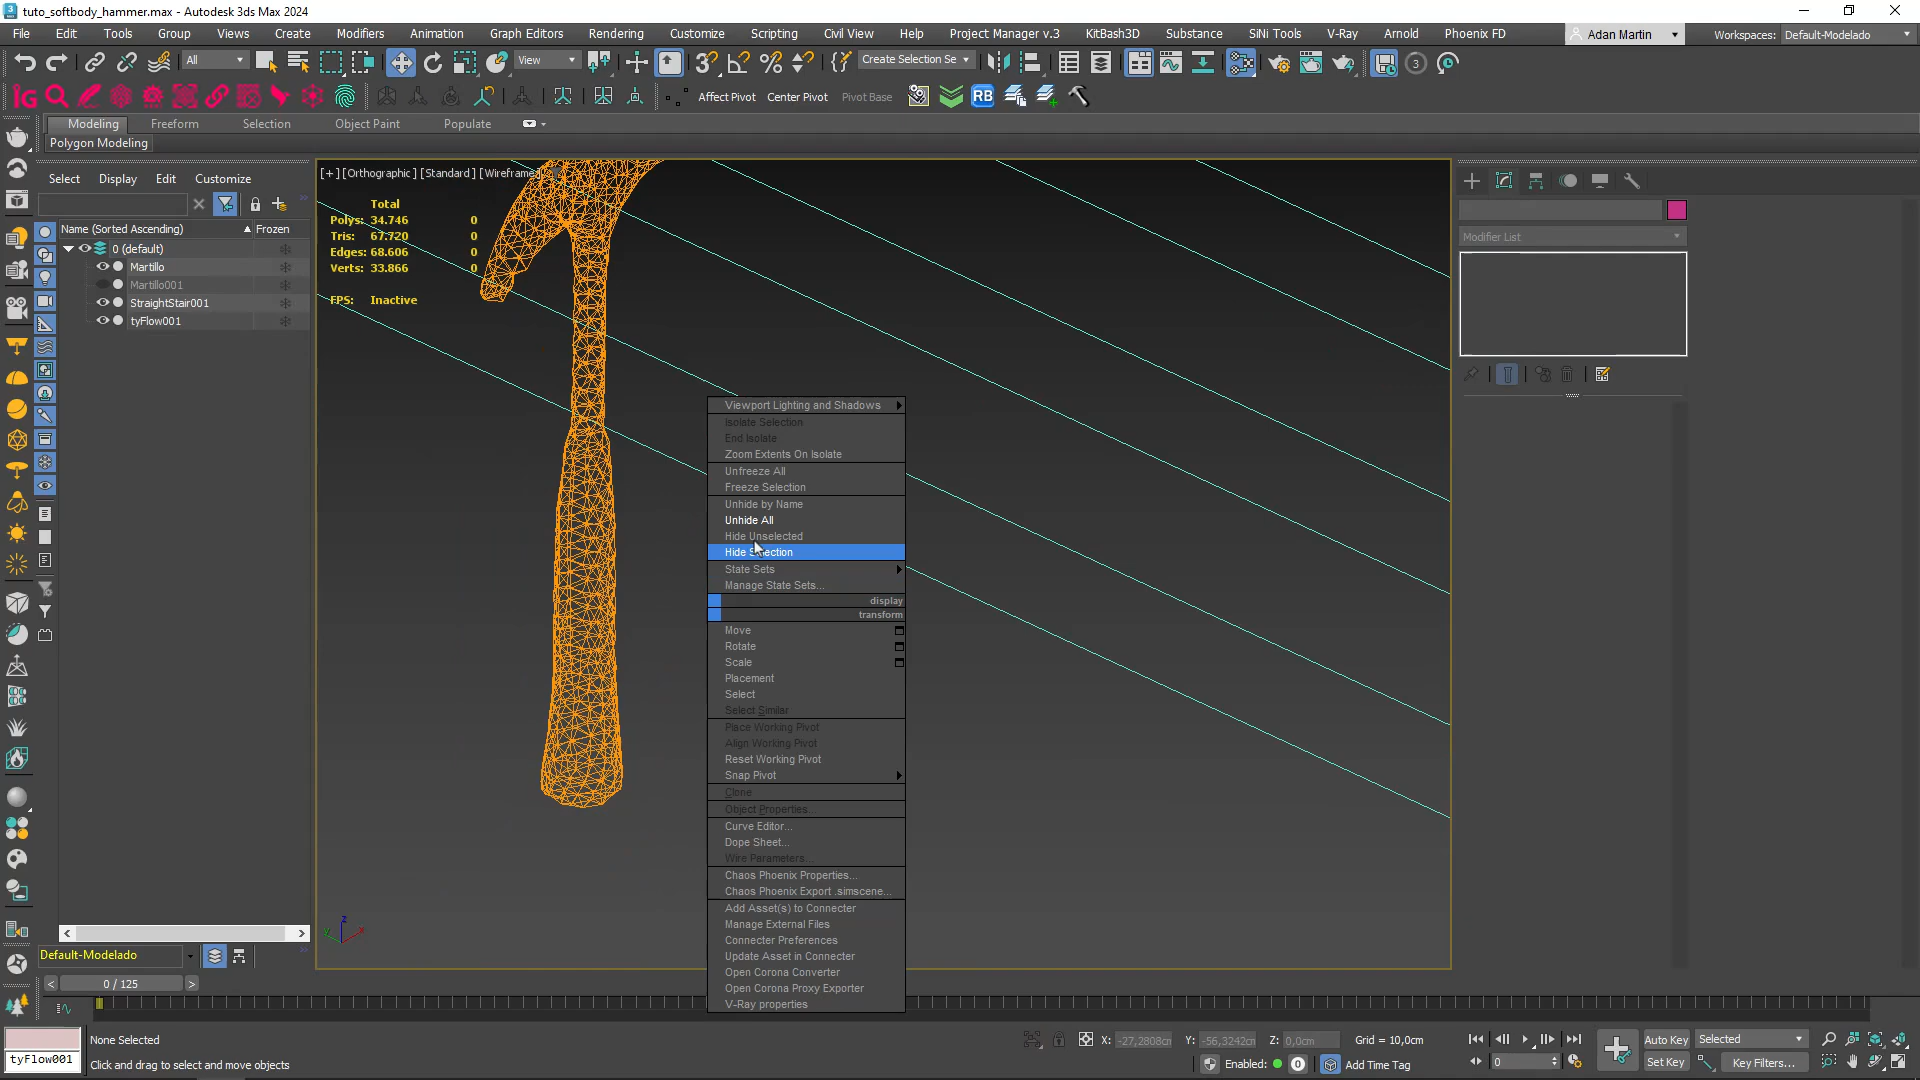 tuto_softbody_hammer.max - Autodesk 3ds Max 2024
File Edit Tools Group Views Create Modifiers Animation Graph Editors Rendering Customize Scripting Civil View Help Project Manager v.3 KitBash3D Substance SiNi Tools V-Ray Arnold Phoenix FD Adan Martin Workspaces: Default-Modelado
All View Create Selection Se
Affect Pivot Center Pivot Pivot Base RB
Modeling Freeform Selection Object Paint Populate
Polygon Modeling
Select Display Edit Customize
[+] [Orthographic] [Standard] [Wireframe]
Total
Polys: 34.746 0
Tris: 67.720 0
Edges: 68.606 0
Verts: 33.866 0
FPS: Inactive
Name (Sorted Ascending) Frozen
0 (default)
Martillo
Martillo001
StraightStair001
tyFlow001
Modifier List
Viewport Lighting and Shadows
Isolate Selection
End Isolate
Zoom Extents On Isolate
Unfreeze All
Freeze Selection
Unhide by Name
Unhide All
Hide Unselected
Hide Selection
State Sets
Manage State Sets...
display
transform
Move
Rotate
Scale
Placement
Select
Select Similar
Place Working Pivot
Align Working Pivot
Reset Working Pivot
Snap Pivot
Clone
Object Properties...
Curve Editor...
Dope Sheet...
Wire Parameters...
Chaos Phoenix Properties...
Chaos Phoenix Export .simscene...
Add Asset(s) to Connecter
Manage External Files
Connecter Preferences
Update Asset in Connecter
Open Corona Converter
Open Corona Proxy Exporter
V-Ray properties
z
x
y
Default-Modelado
0 / 125
None Selected
X: -27,2808cm Y: -56,3242cm Z: 0,0cm Grid = 10,0cm
Auto Key Selected
tyFlow001
Click and drag to select and move objects
Enabled: 0 Add Time Tag
0
Set Key Key Filters...